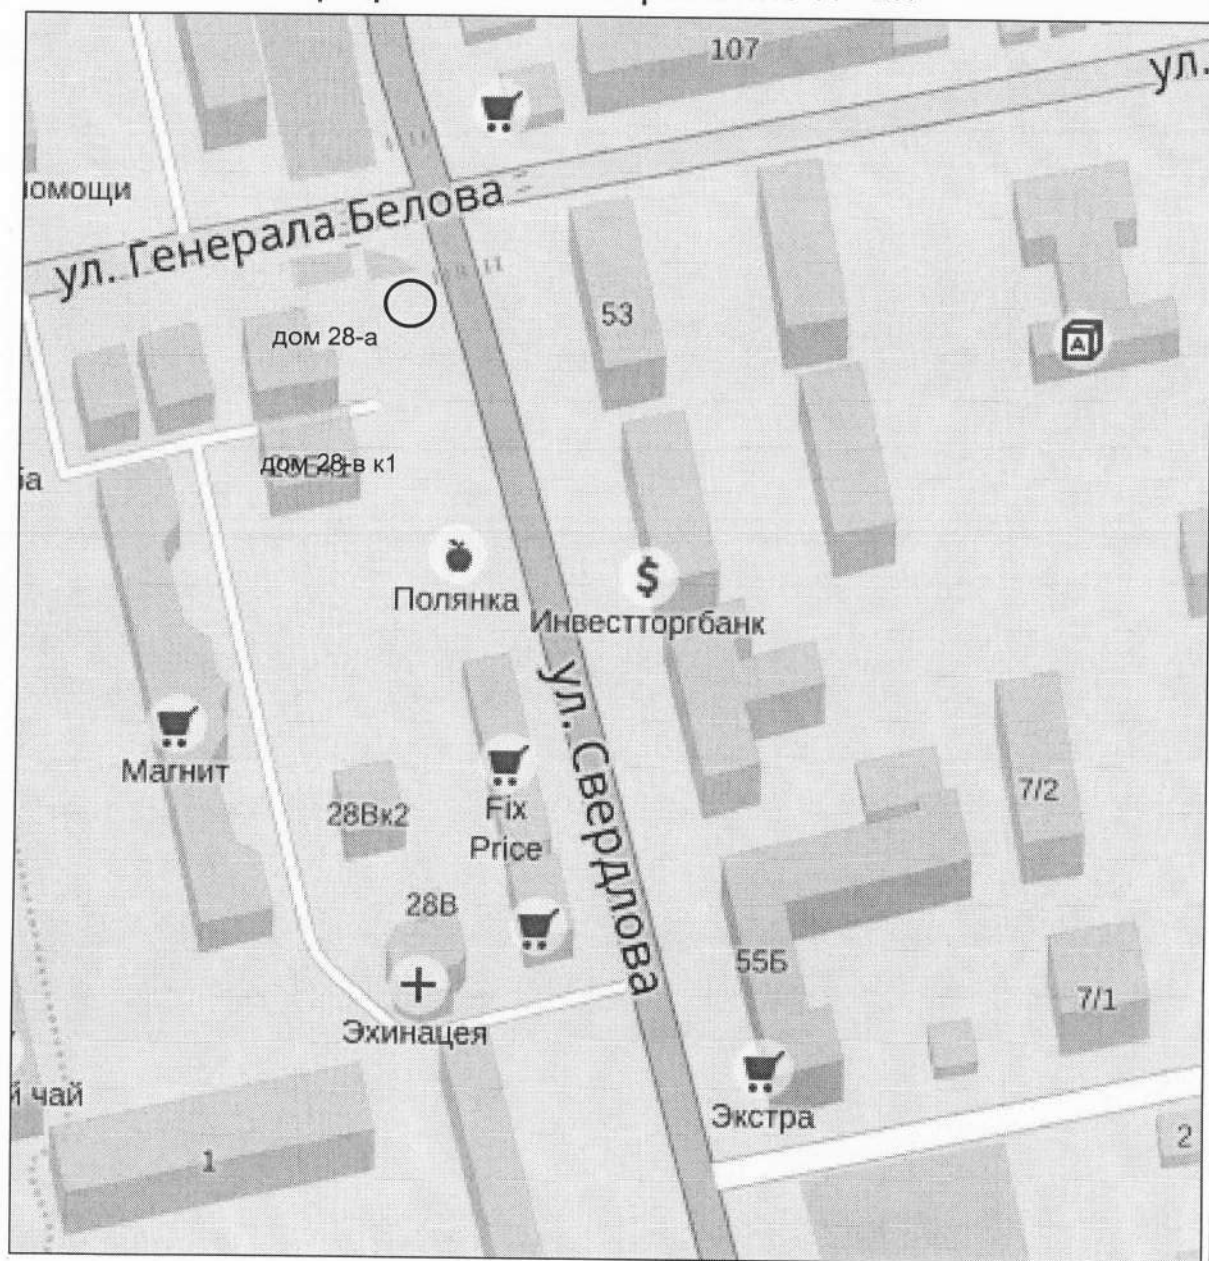 107
ул.
помощи
ул. Генерала Белова
53
дом 28-а
А
дом 28-в к1
Полянка
$
Инвестторгбанк
ул. Свердлова
Магнит
28Вк2
Fix
Price
7/2
28В
55Б
7/1
Эхинацея
й чай
Экстра
1
2